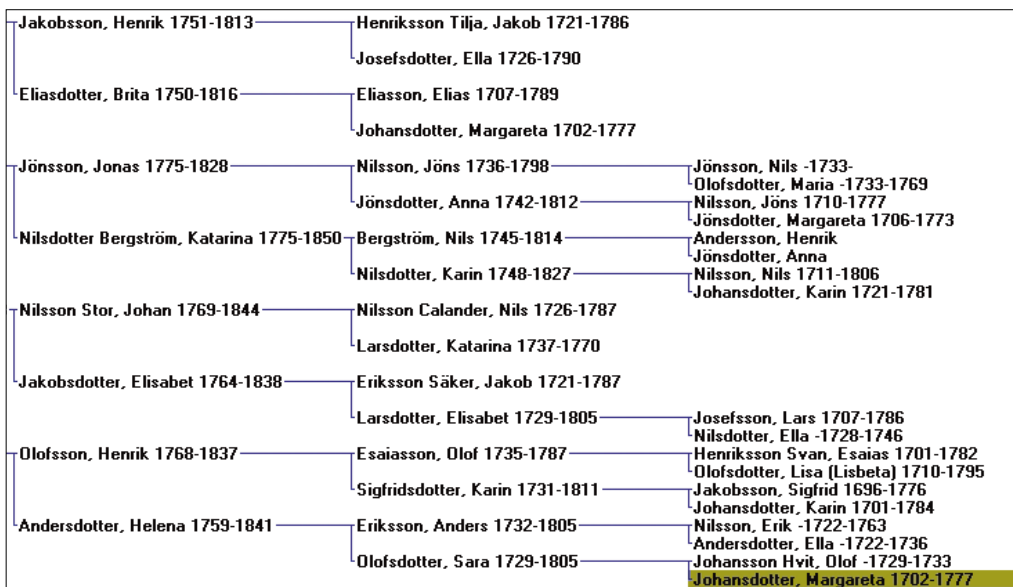 Jakobsson, Henrik 1751-1813 Henriksson Tilja, Jakob 1721-1786
Josefsdotter, Ella 1726-1790
Eliasdotter, Brita 1750-1816 Eliasson, Elias 1707-1789
Johansdotter, Margareta 1702-1777
Jönsson, Jonas 1775-1828 Nilsson, Jöns 1736-1798 Jönsson, Nils -1733-
Olofsdotter, Maria -1733-1769
Jönsdotter, Anna 1742-1812 Nilsson, Jöns 1710-1777
Jönsdotter, Margareta 1706-1773
Nilsdotter Bergström, Katarina 1775-1850 Bergström, Nils 1745-1814 Andersson, Henrik
Jönsdotter, Anna
Nilsdotter, Karin 1748-1827 Nilsson, Nils 1711-1806
Johansdotter, Karin 1721-1781
Nilsson Stor, Johan 1769-1844 Nilsson Calander, Nils 1726-1787
Larsdotter, Katarina 1737-1770
Jakobsdotter, Elisabet 1764-1838 Eriksson Säker, Jakob 1721-1787
Larsdotter, Elisabet 1729-1805 Josefsson, Lars 1707-1786
Nilsdotter, Ella -1728-1746
Olofsson, Henrik 1768-1837 Esaiasson, Olof 1735-1787 Henriksson Svan, Esaias 1701-1782
Olofsdotter, Lisa (Lisbeta) 1710-1795
Sigfridsdotter, Karin 1731-1811 Jakobsson, Sigfrid 1696-1776
Johansdotter, Karin 1701-1784
Andersdotter, Helena 1759-1841 Eriksson, Anders 1732-1805 Nilsson, Erik -1722-1763
Andersdotter, Ella -1722-1736
Olofsdotter, Sara 1729-1805 Johansson Hvit, Olof -1729-1733
Johansdotter, Margareta 1702-1777